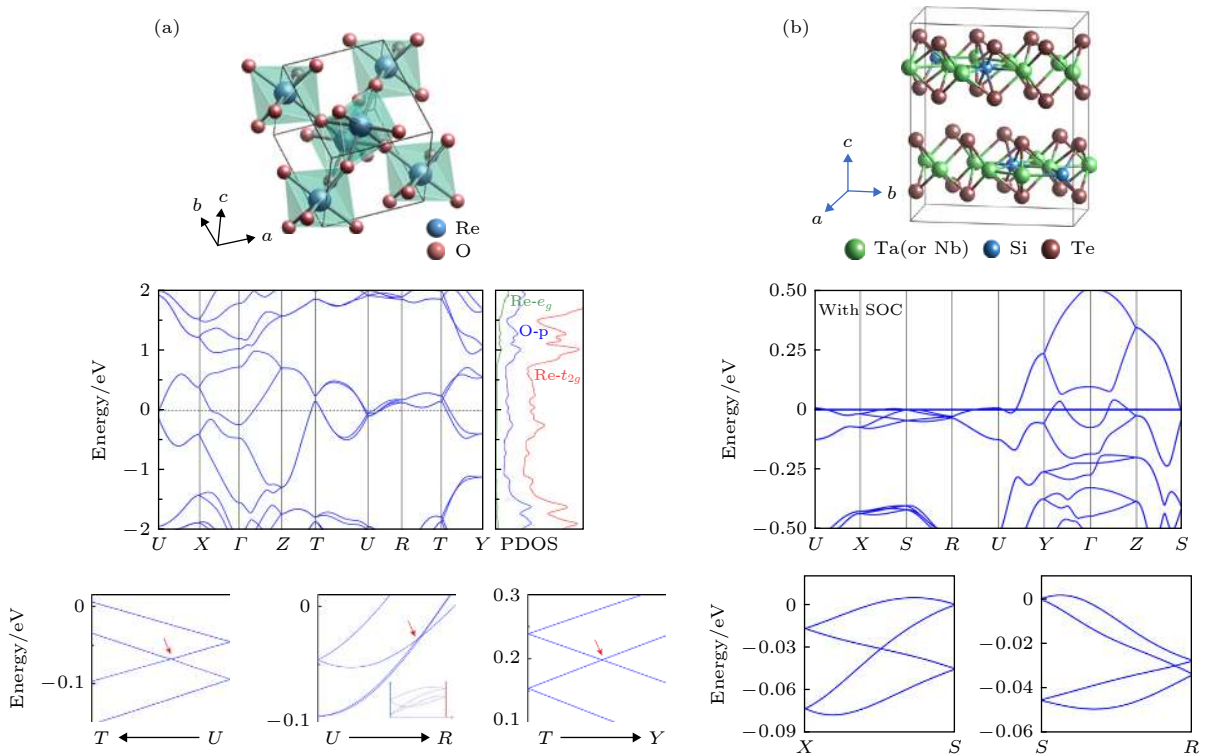 (a)
b
c
a
Re
O
(b)
c
b
a
Ta(or Nb)
Si
Te
Energy/eV
2
1
0
−1
−2
U X Γ Z T U R T Y
Re-eg
O-p
Re-t2g
PDOS
Energy/eV
0.50
0.25
0
−0.25
−0.50
With SOC
U X S R U Y Γ Z S
Energy/eV
0
−0.1
T U
0
−0.1
U R
0.3
0.2
0.1
T Y
Energy/eV
0
−0.03
−0.06
−0.09
X S
0
−0.02
−0.04
−0.06
S R